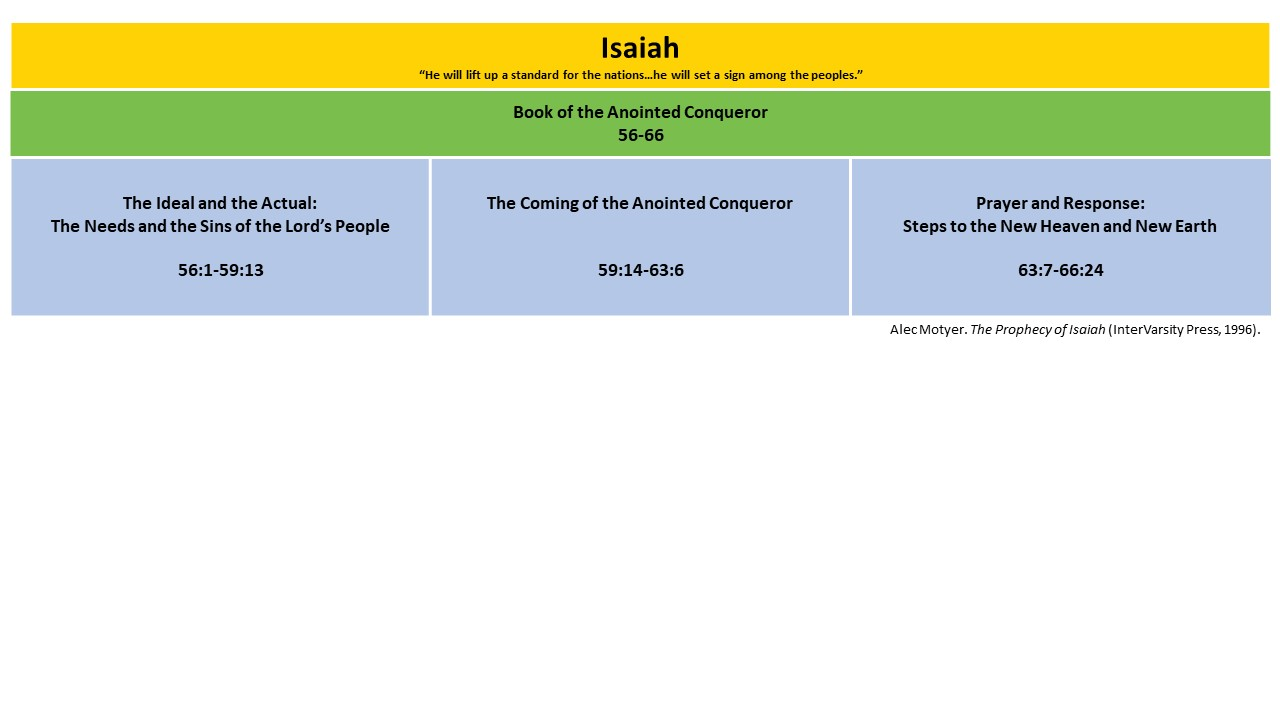 Isaiah
“He will lift up a standard for the nations…he will set a sign among the peoples.”
Book of the Anointed Conqueror
56-66
The Ideal and the Actual:
The Needs and the Sins of the Lord’s People
56:1-59:13
The Coming of the Anointed Conqueror
59:14-63:6
Prayer and Response:
Steps to the New Heaven and New Earth
63:7-66:24
Alec Motyer. The Prophecy of Isaiah (InterVarsity Press, 1996).